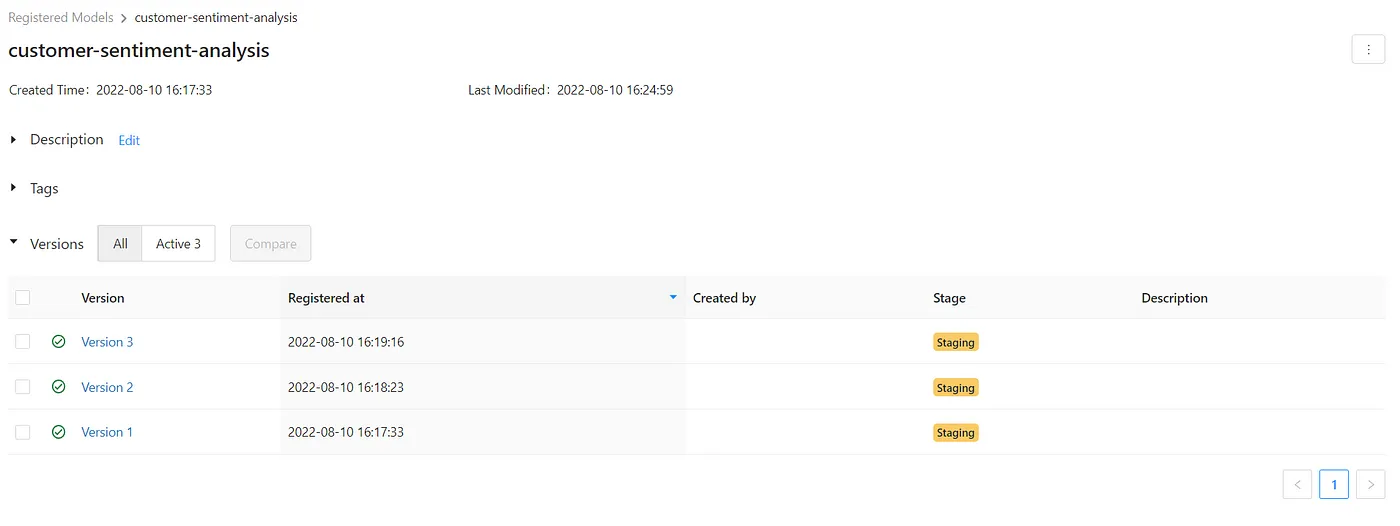 Registered Models > customer-sentiment-analysis
customer-sentiment-analysis
Created Time: 2022-08-10 16:17:33 Last Modified: 2022-08-10 16:24:59
Description Edit
Tags
Versions All Active 3 Compare
Version Registered at Created by Stage Description
Version 3 2022-08-10 16:19:16 Staging
Version 2 2022-08-10 16:18:23 Staging
Version 1 2022-08-10 16:17:33 Staging
< 1 >